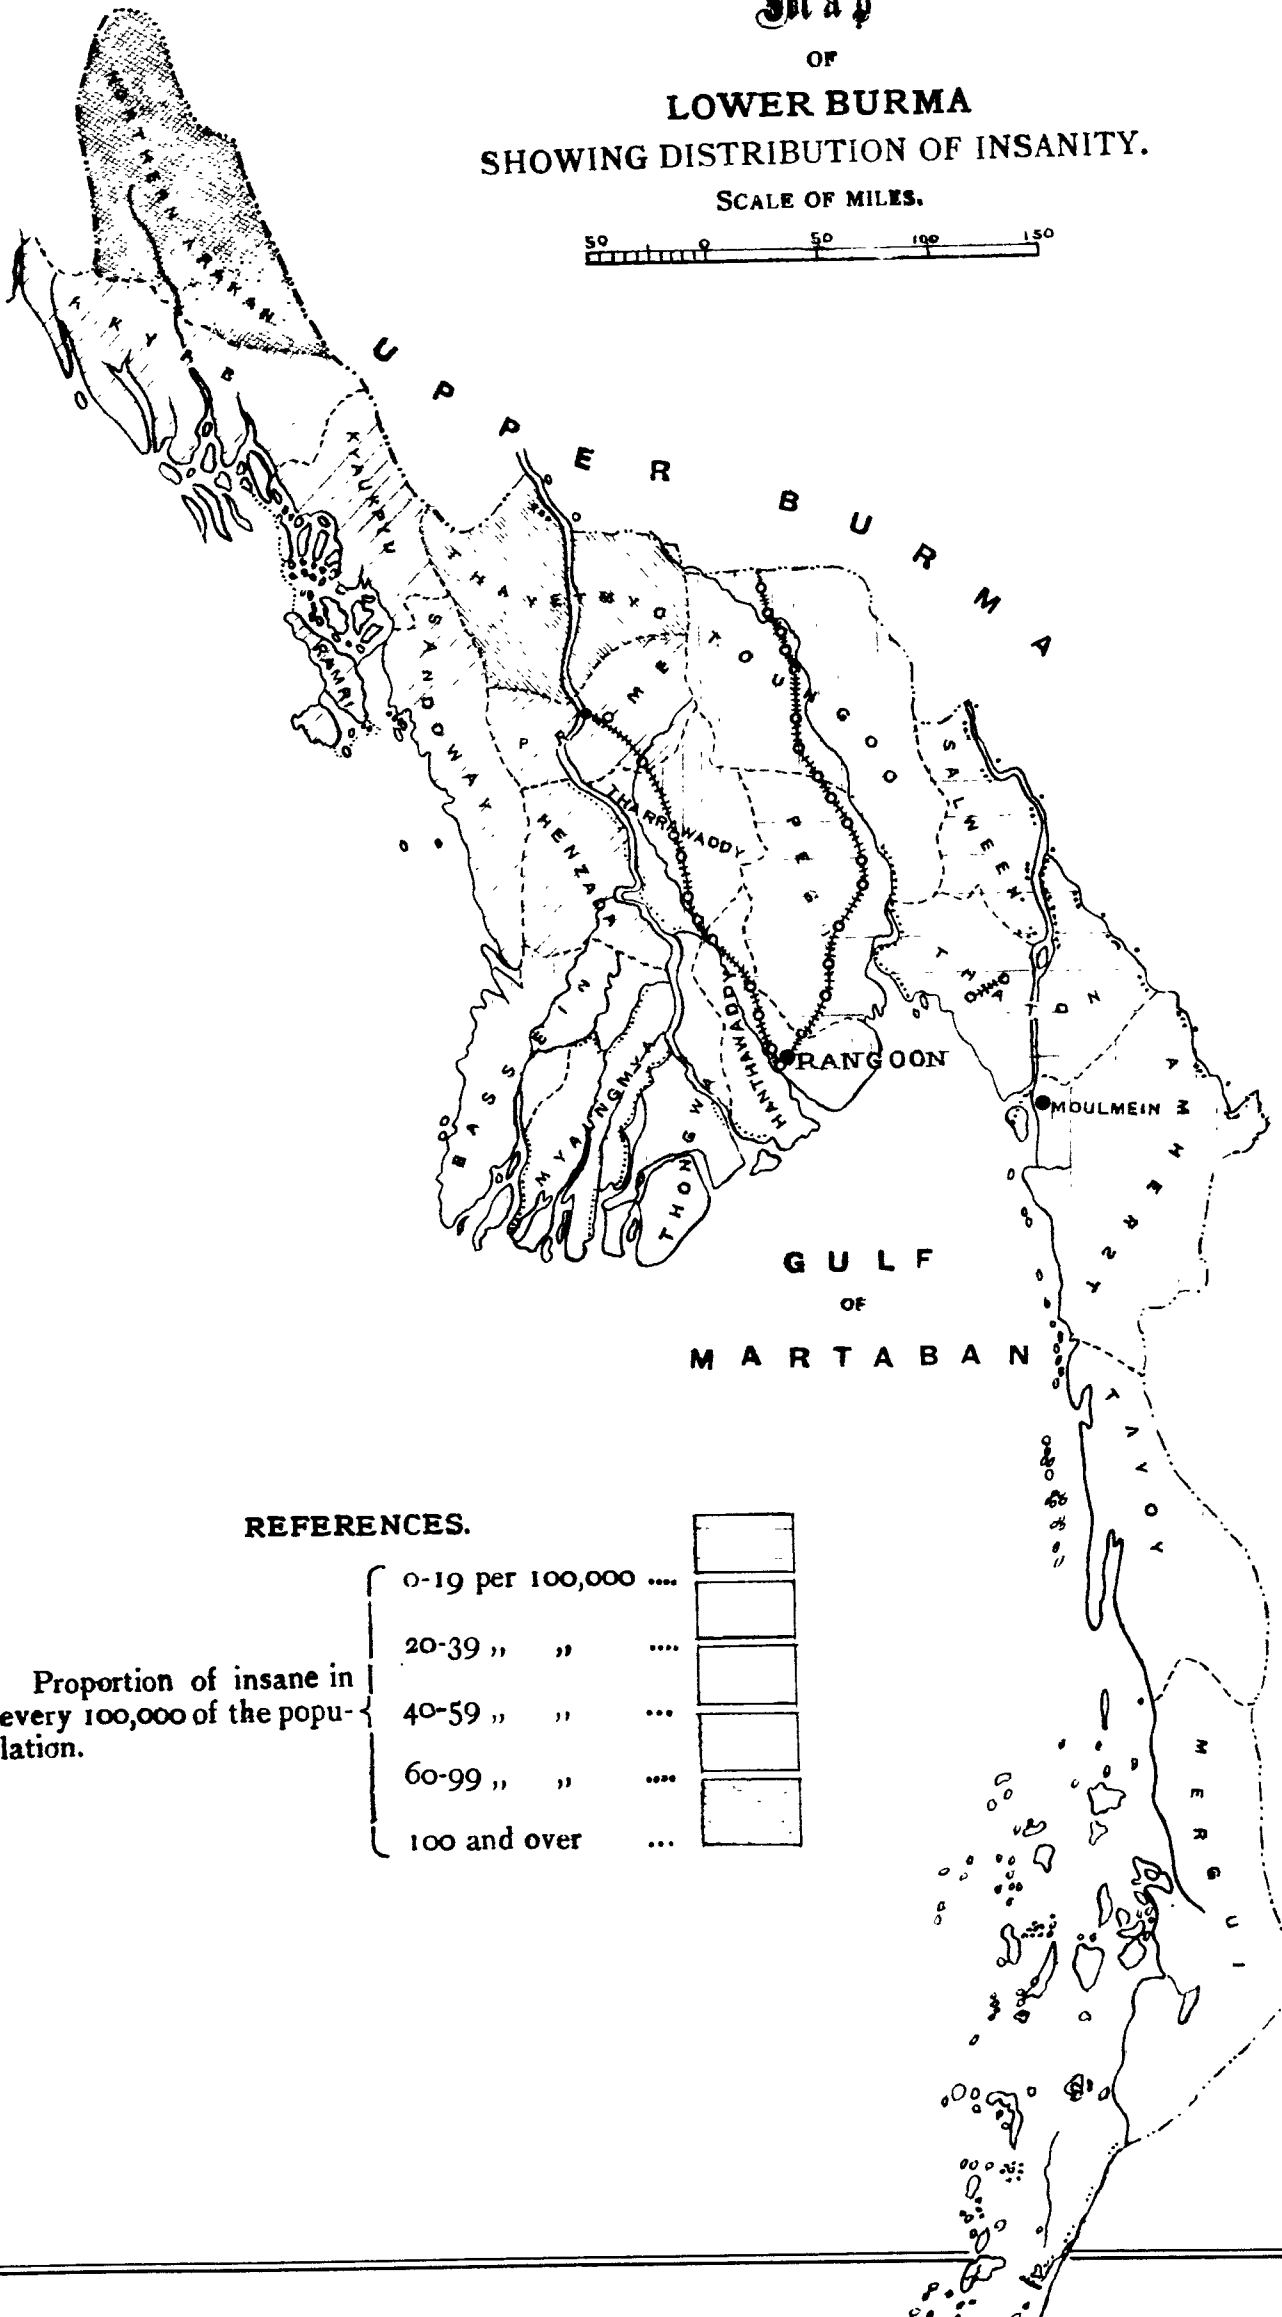 Map
OF
LOWER BURMA
SHOWING DISTRIBUTION OF INSANITY.
SCALE OF MILES.
50 0 50 100 150
NORTHERN ARAKAN
AKYAB
UPPER BURMA
KYAUKPYU
THAYETMYO
SANDOWAY
RAMRI
PROME
TOUNGOO
SALWEEN
THARRAWADDY
HENZADA
PEGU
THATON
BASSEIN
HANTHAWADDY
RANGOON
MYAUNGMYA
THONGWA
MOULMEIN
AMHERST
GULF
OF
MARTABAN
TAVOY
REFERENCES.
0-19 per 100,000 ....
20-39 ,, ,, ....
Proportion of insane in
every 100,000 of the popu-
lation.
40-59 ,, ,, ...
60-99 ,, ,, ....
100 and over ...
MERGUI